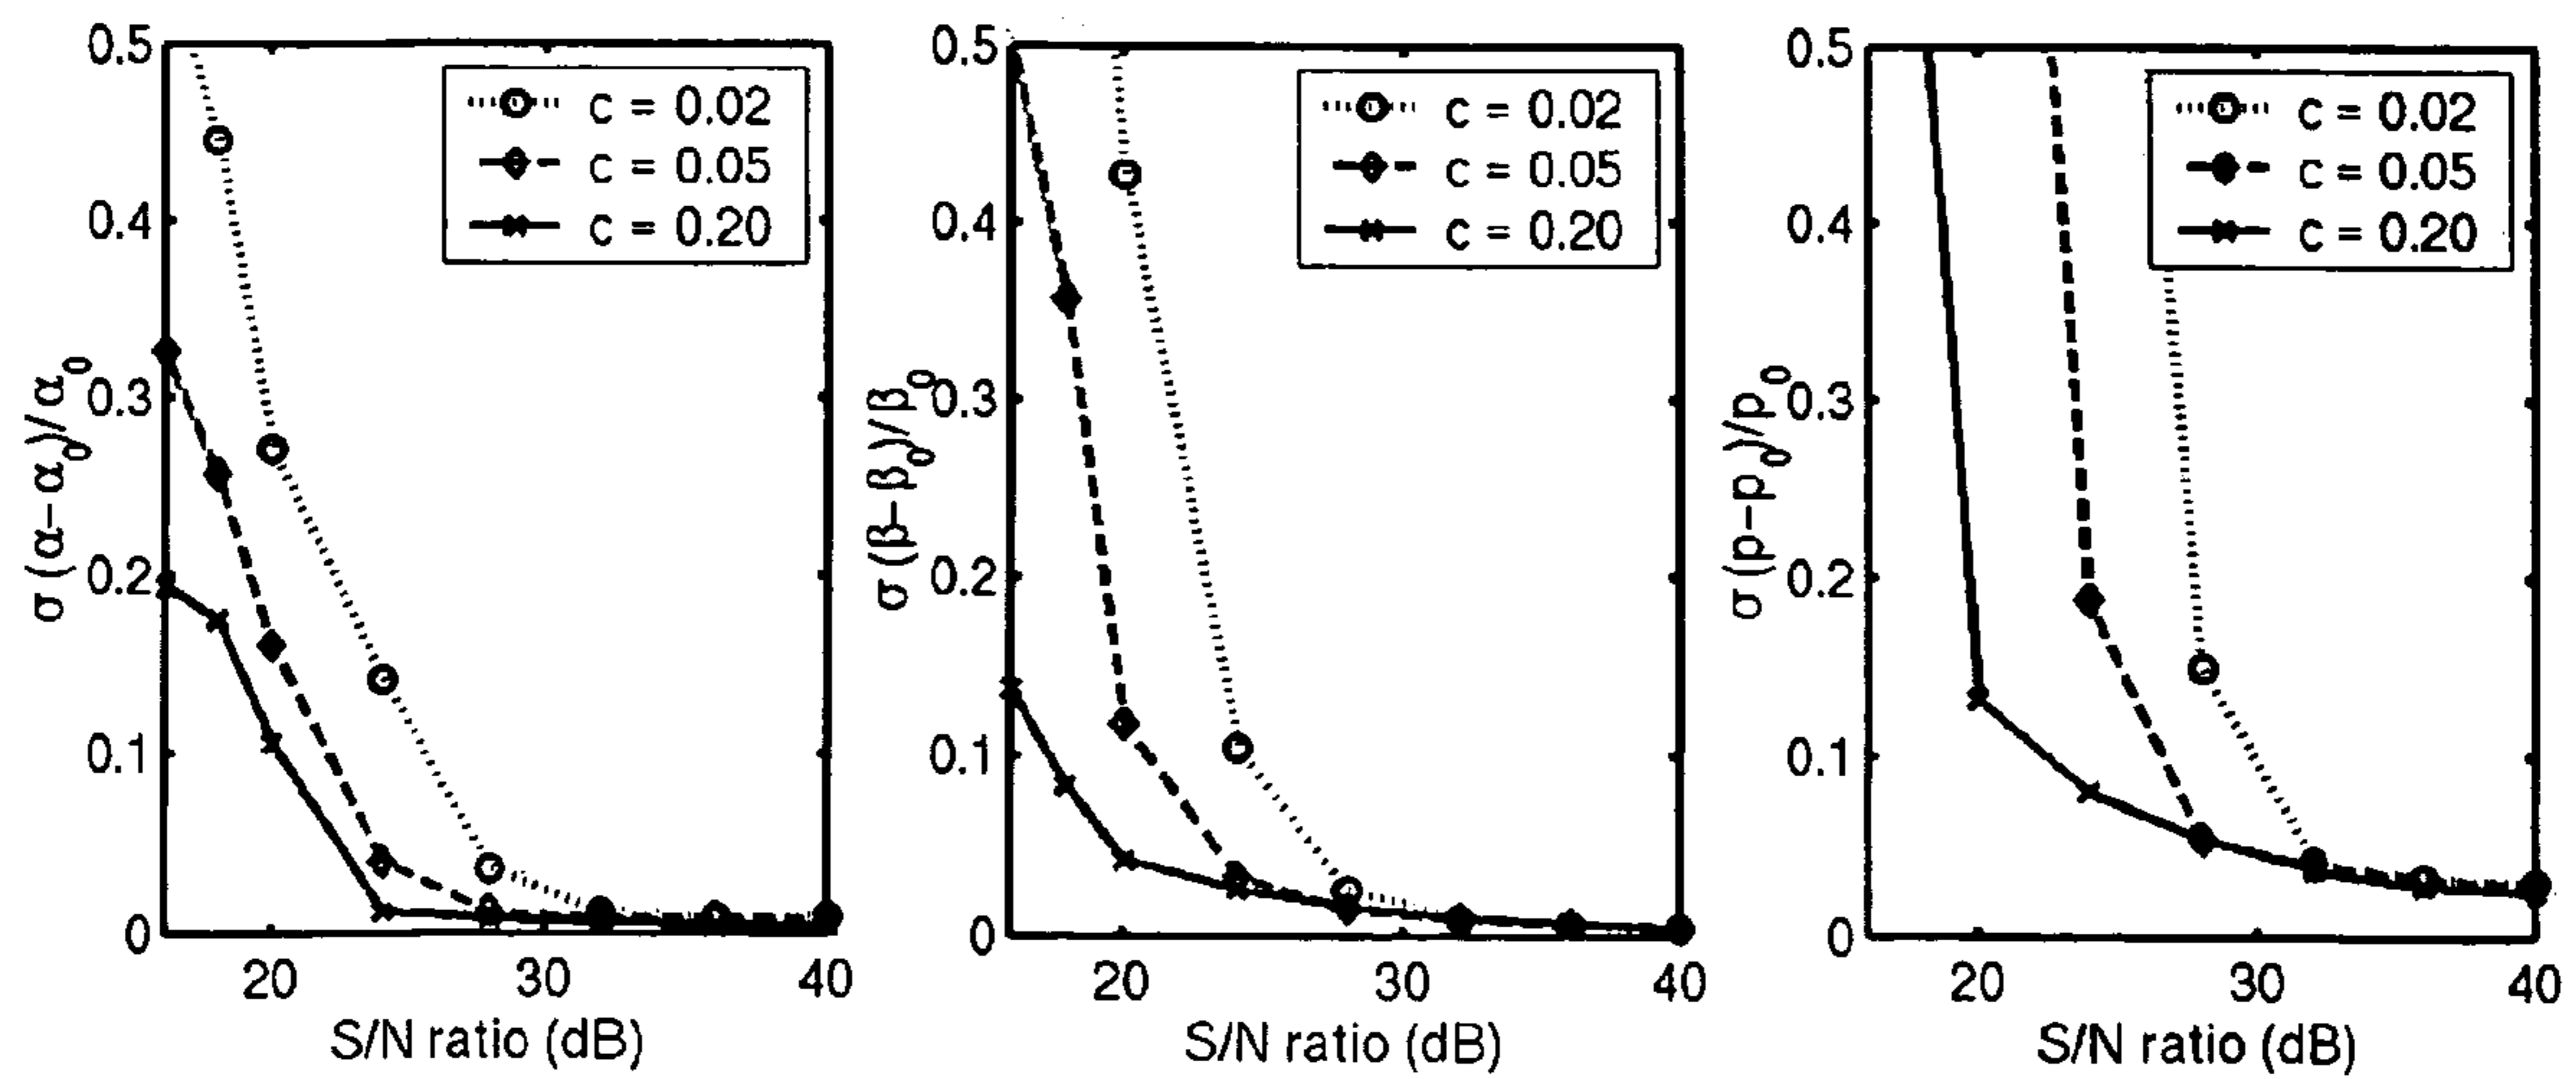 σ (α−α₀)/α₀
0.5
0.4
0.3
0.2
0.1
0
20
30
40
S/N ratio (dB)
c = 0.02
c = 0.05
c = 0.20
σ (β−β₀)/β₀
0.5
0.4
0.3
0.2
0.1
0
20
30
40
S/N ratio (dB)
c = 0.02
c = 0.05
c = 0.20
σ (p−p₀)/p₀
0.5
0.4
0.3
0.2
0.1
0
20
30
40
S/N ratio (dB)
c = 0.02
c = 0.05
c = 0.20